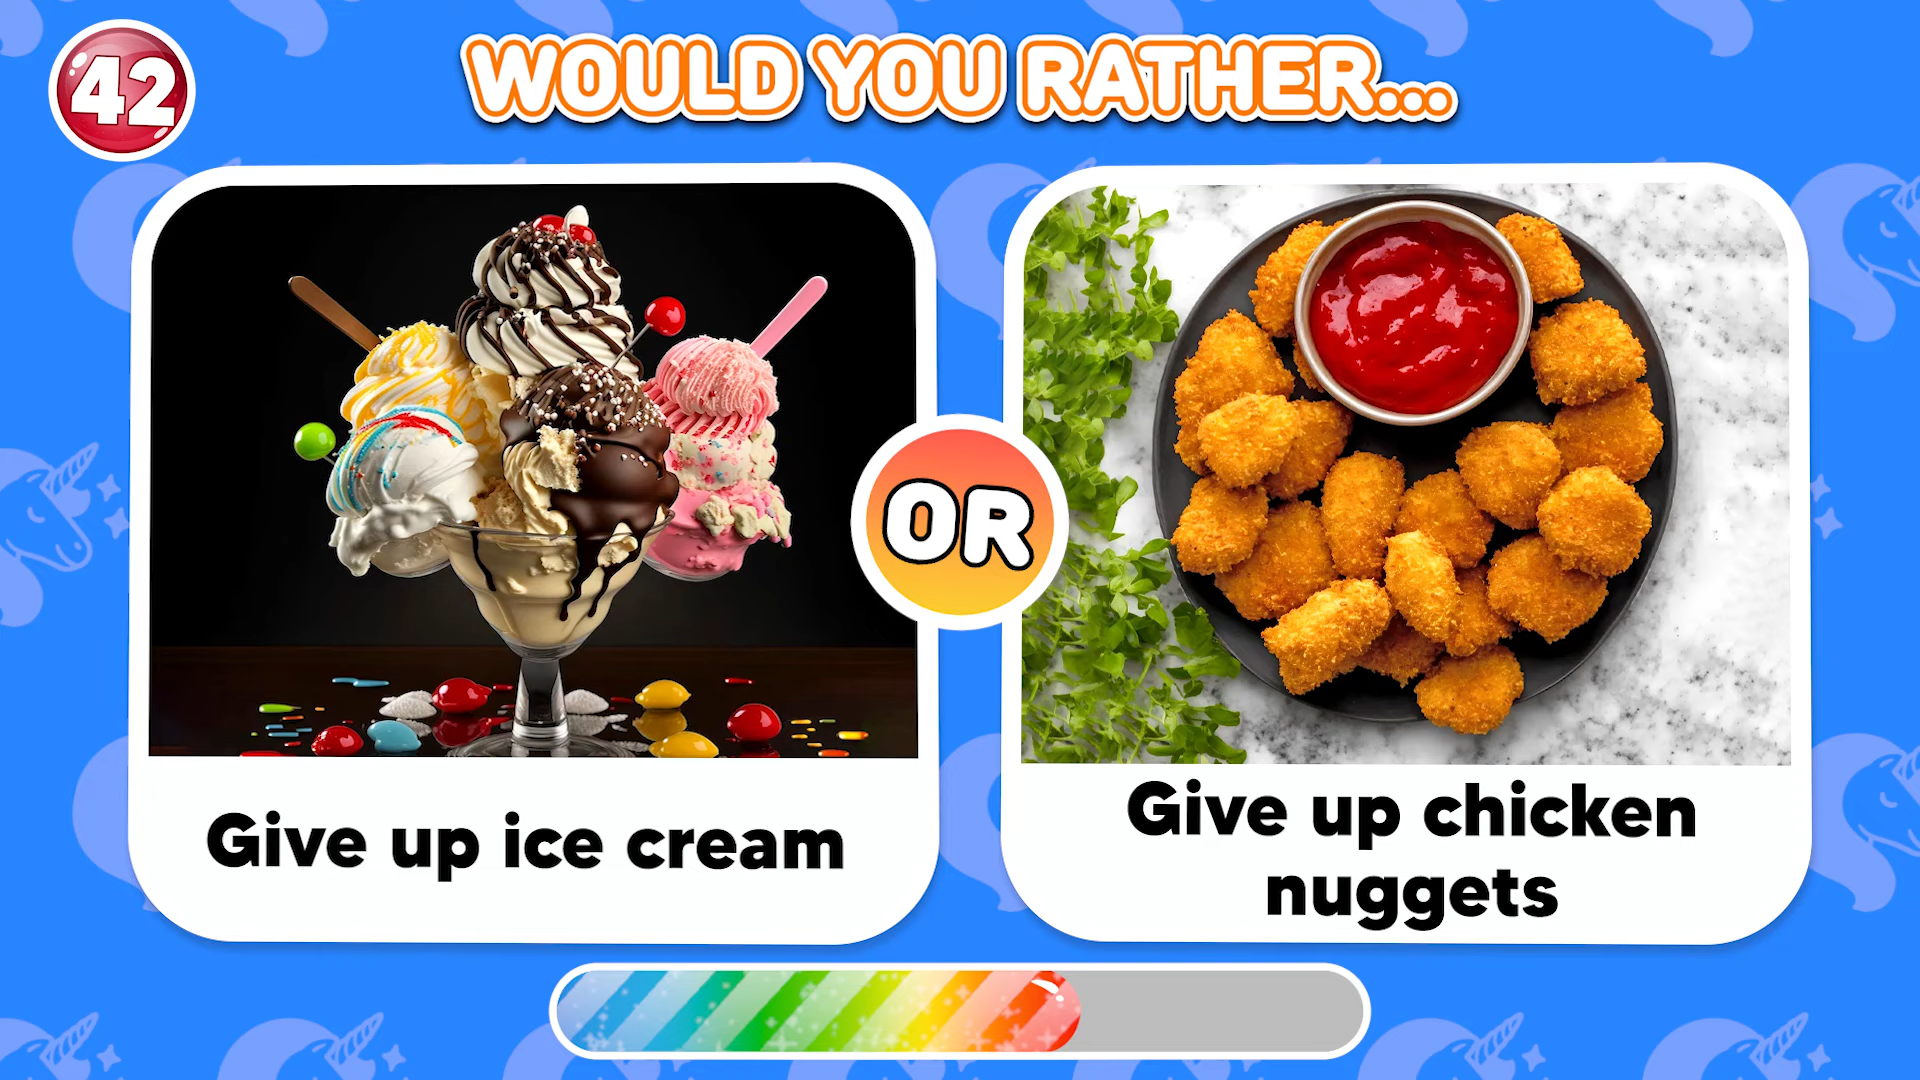 42
WOULD YOU RATHER...
Give up ice cream
OR
Give up chicken
nuggets